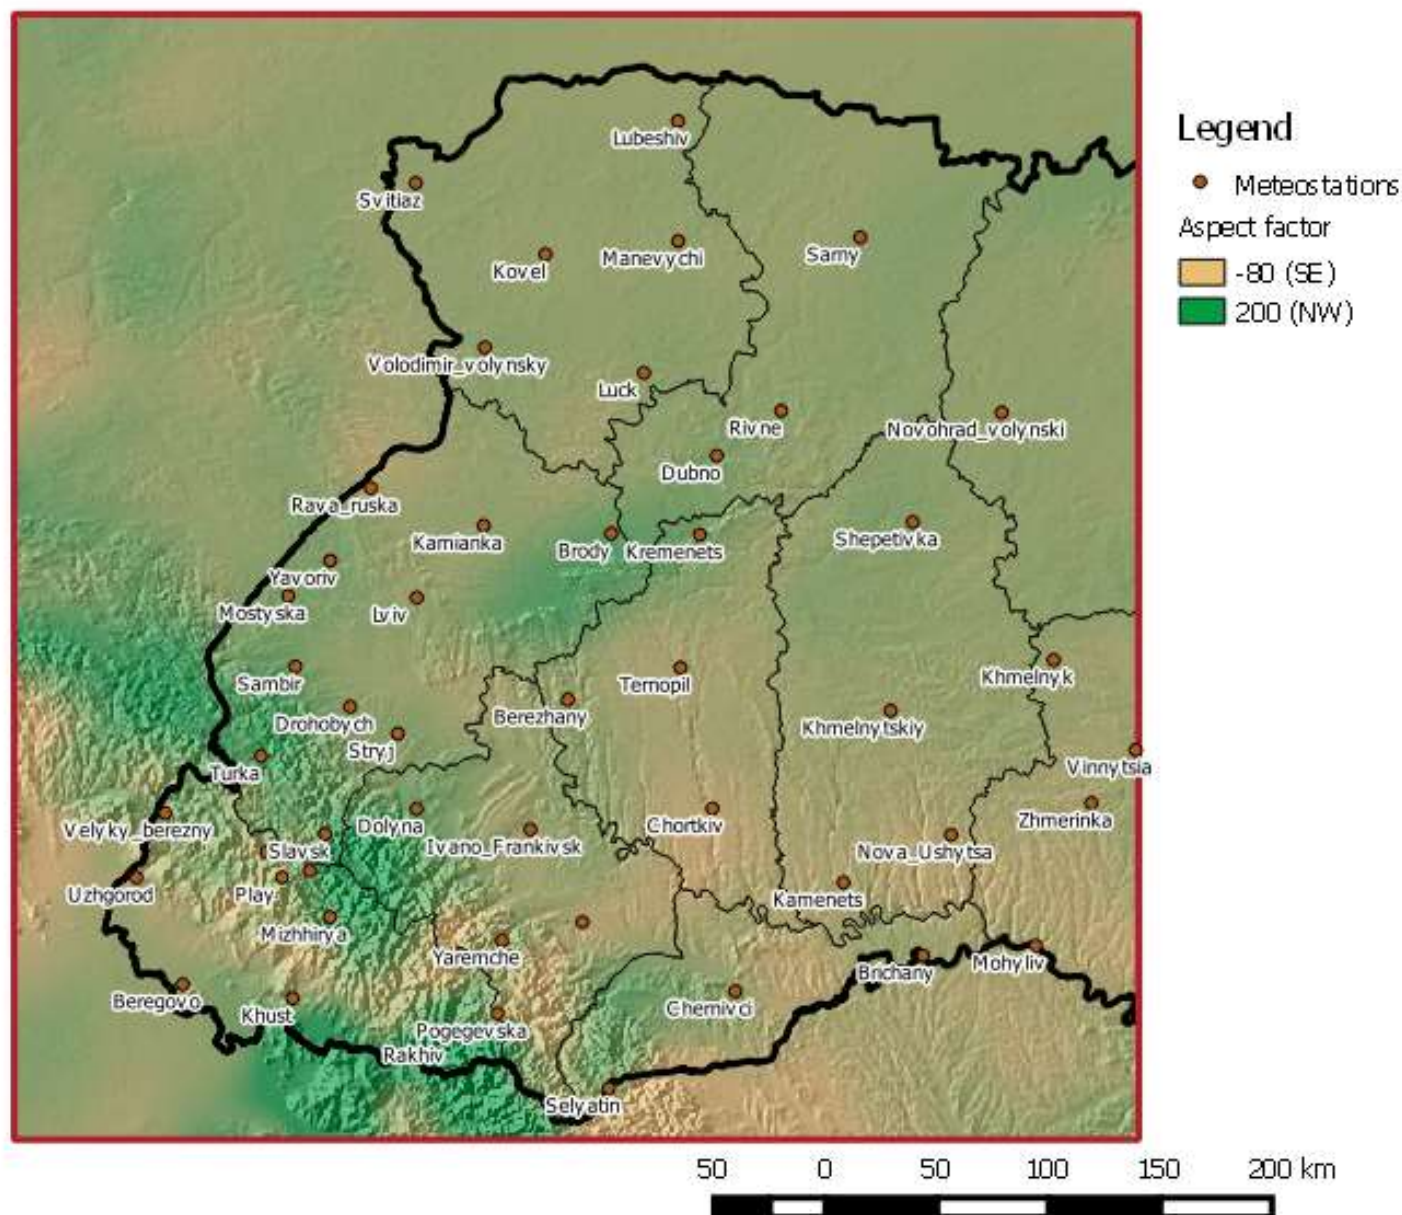 Legend
Meteostations
Aspect factor
-80 (SE)
200 (NW)
Lubeshiv
Svitiaz
Kovel
Manevychi
Sarny
Volodimir_volynsky
Luck
Rivne
Novohrad_volynski
Dubno
Rava_ruska
Kamianka
Brody
Kremenets
Shepetivka
Yavoriv
Mostyska
Lviv
Sambir
Ternopil
Khmelnyk
Drohobych
Berezhany
Khmelnytskiy
Stryj
Turka
Vinnytsia
Velyky_berezny
Dolyna
Ivano_Frankivsk
Chortkiv
Zhmerinka
Slavsk
Nova_Ushytsa
Uzhgorod
Play
Kamenets
Mizhhirya
Yaremche
Brichany
Mohyliv
Beregovo
Khust
Chernivci
Pogegevska
Rakhiv
Selyatin
50 0 50 100 150 200 km